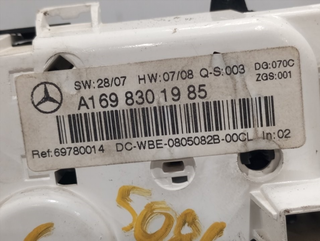 SW:28/07 HW:07/08 Q-S:003 DG:070C
ZGS:001
A169 830 19 85
Ref:69780014 DC-WBE-0805082B-00CL In:02